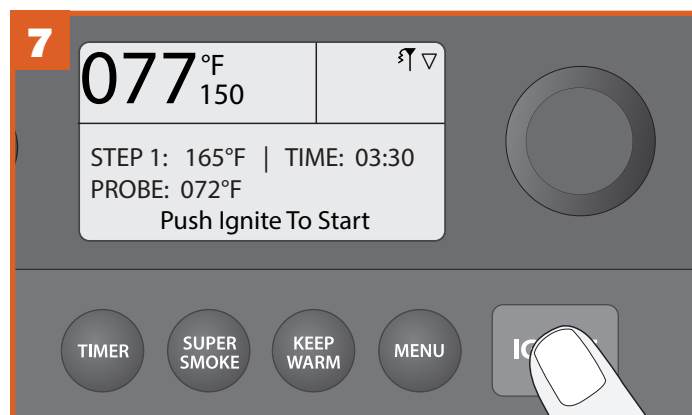 7
077°F
150
STEP 1: 165°F | TIME: 03:30
PROBE: 072°F
Push Ignite To Start
TIMER
SUPER
SMOKE
KEEP
WARM
MENU